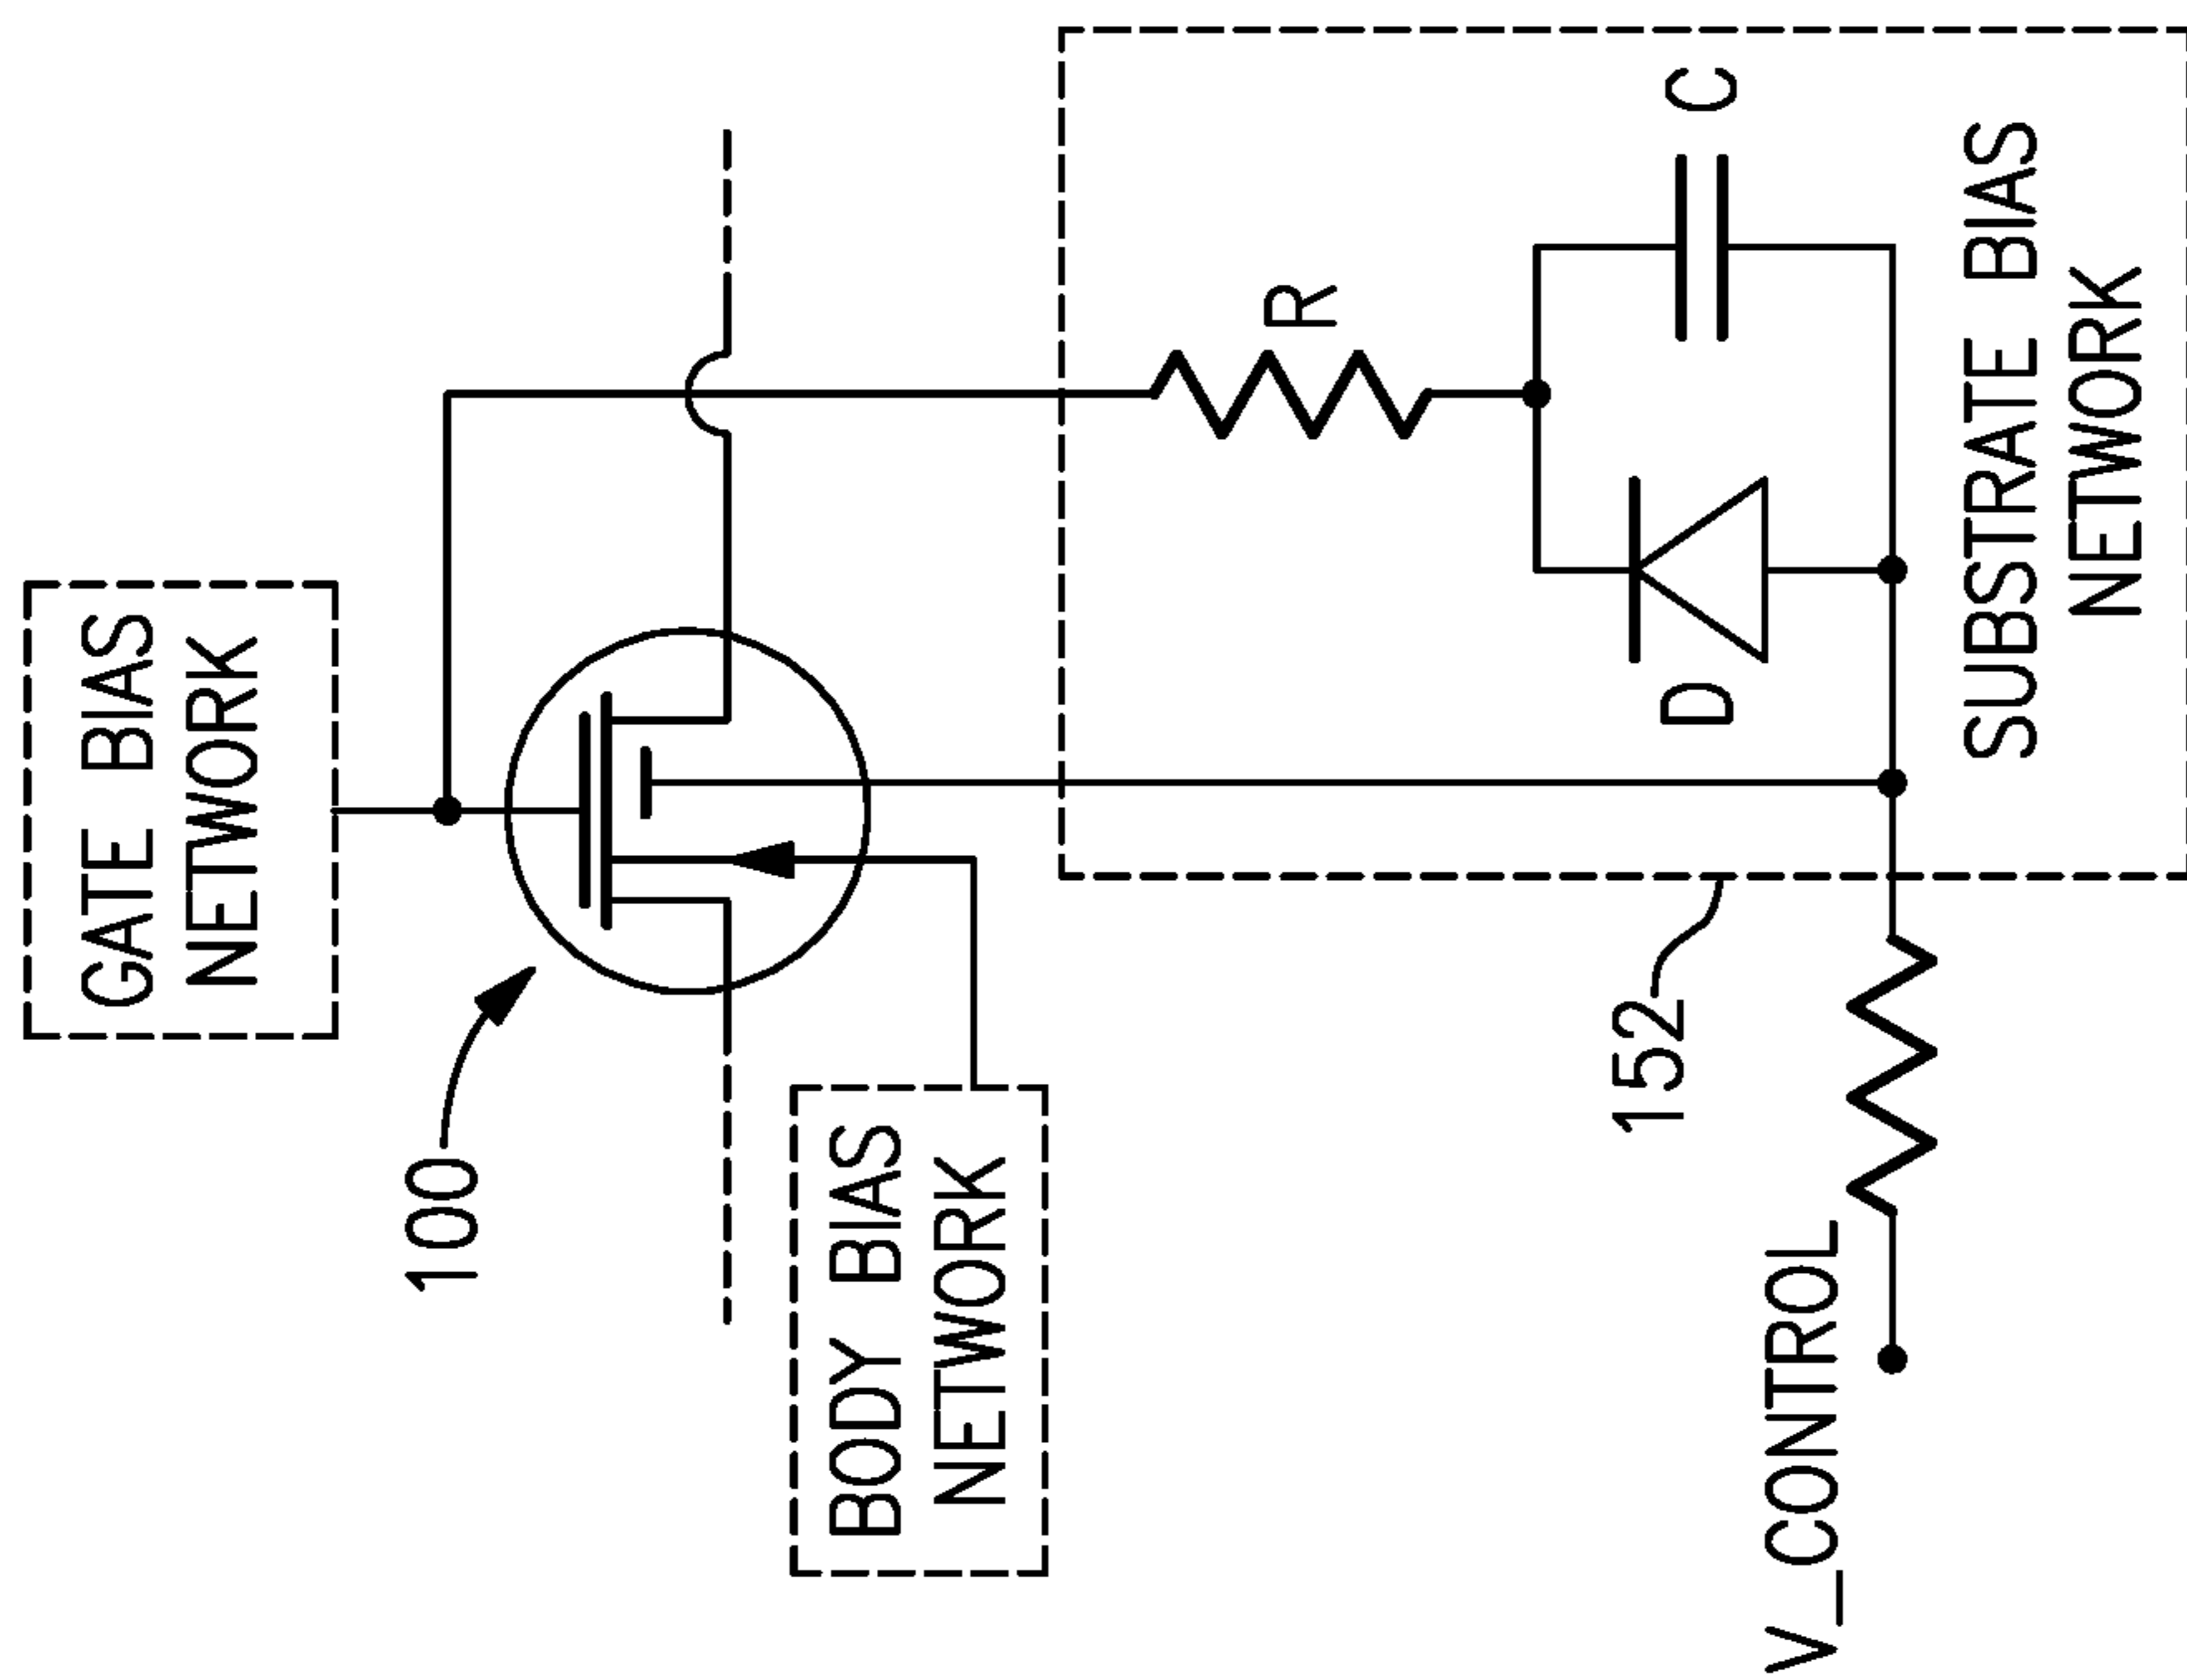 GATE BIAS
NETWORK
100
BODY BIAS
NETWORK
R
C
D
152
V_CONTROL
SUBSTRATE BIAS
NETWORK